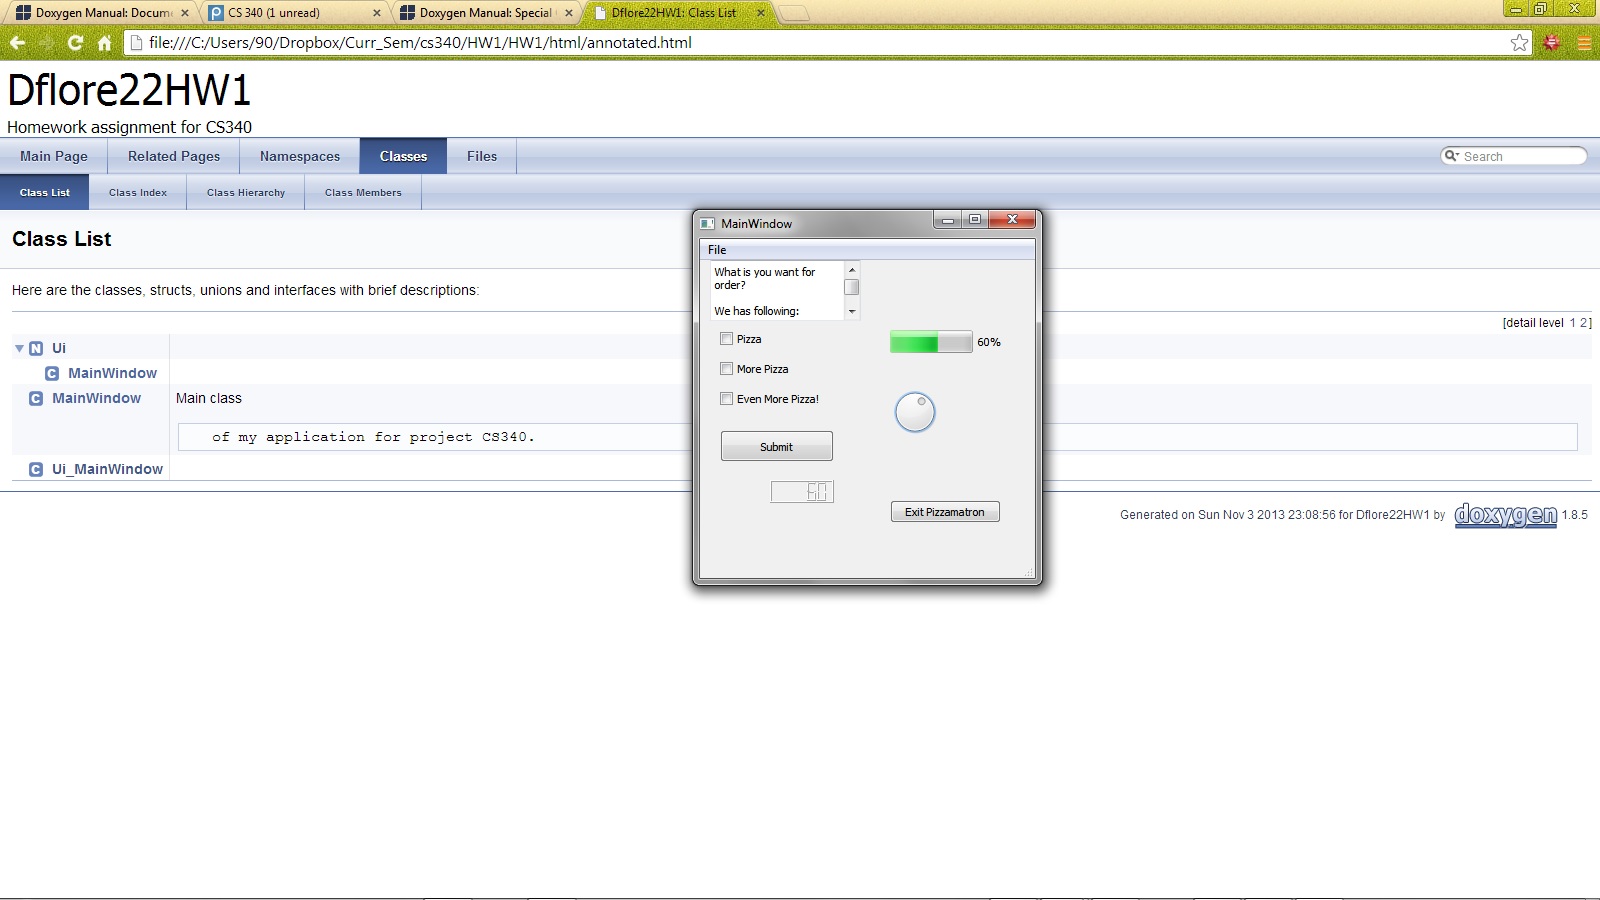 Doxygen Manual: Docume
CS 340 (1 unread)
Doxygen Manual: Special
Dflore22HW1: Class List
file:///C:/Users/90/Dropbox/Curr_Sem/cs340/HW1/HW1/html/annotated.html
Dflore22HW1
Homework assignment for CS340
Main Page
Related Pages
Namespaces
Classes
Files
Search
Class List
Class Index
Class Hierarchy
Class Members
Class List
Here are the classes, structs, unions and interfaces with brief descriptions:
[detail level 1 2]
N Ui
C MainWindow
C MainWindow
Main class
of my application for project CS340.
C Ui_MainWindow
Generated on Sun Nov 3 2013 23:08:56 for Dflore22HW1 by doxygen 1.8.5
MainWindow
File
What is you want for
order?
We has following:
Pizza
More Pizza
Even More Pizza!
60%
Submit
60
Exit Pizzamatron